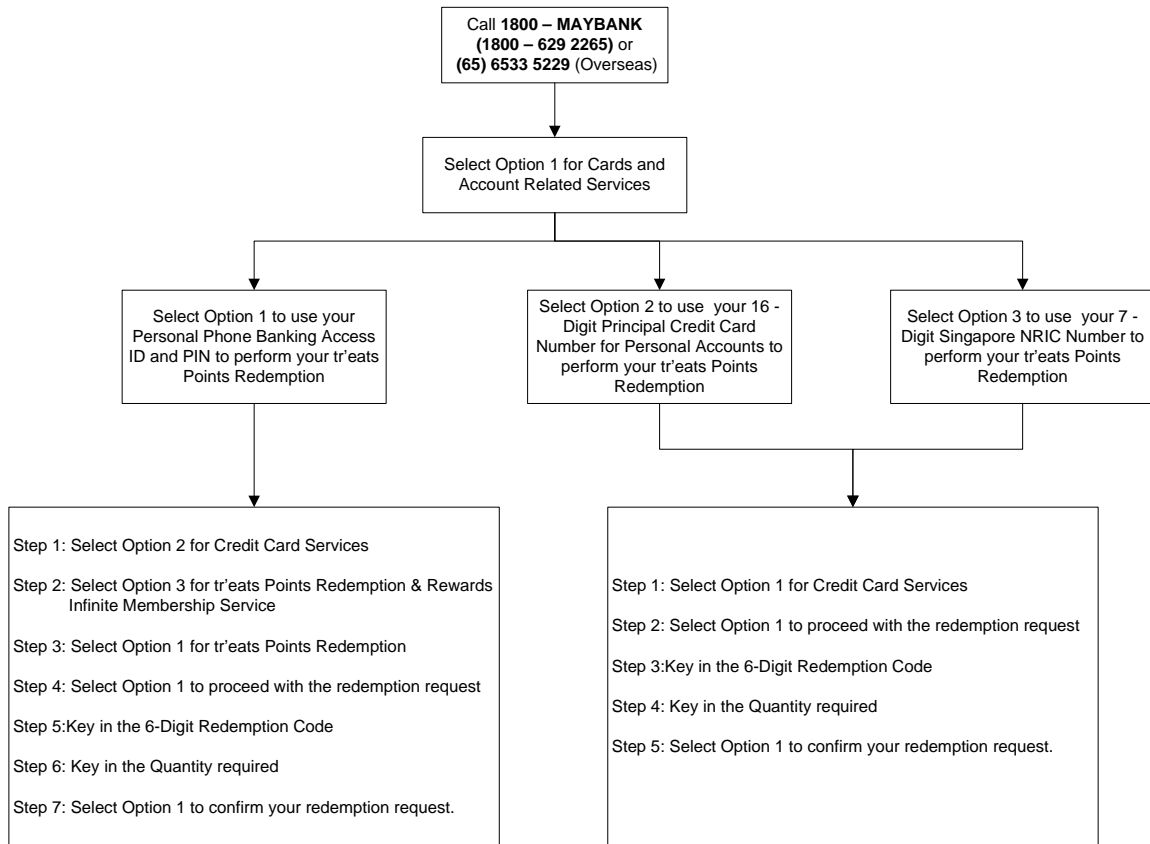 Call 1800 – MAYBANK
(1800 – 629 2265) or
(65) 6533 5229 (Overseas)
Select Option 1 for Cards and
Account Related Services
Select Option 1 to use your
Personal Phone Banking Access
ID and PIN to perform your tr’eats
Points Redemption
Select Option 2 to use your 16 -
Digit Principal Credit Card
Number for Personal Accounts to
perform your tr’eats Points
Redemption
Select Option 3 to use your 7 -
Digit Singapore NRIC Number to
perform your tr’eats Points
Redemption
Step 1: Select Option 2 for Credit Card Services
Step 2: Select Option 3 for tr’eats Points Redemption & Rewards
Infinite Membership Service
Step 3: Select Option 1 for tr’eats Points Redemption
Step 4: Select Option 1 to proceed with the redemption request
Step 5:Key in the 6-Digit Redemption Code
Step 6: Key in the Quantity required
Step 7: Select Option 1 to confirm your redemption request.
Step 1: Select Option 1 for Credit Card Services
Step 2: Select Option 1 to proceed with the redemption request
Step 3:Key in the 6-Digit Redemption Code
Step 4: Key in the Quantity required
Step 5: Select Option 1 to confirm your redemption request.